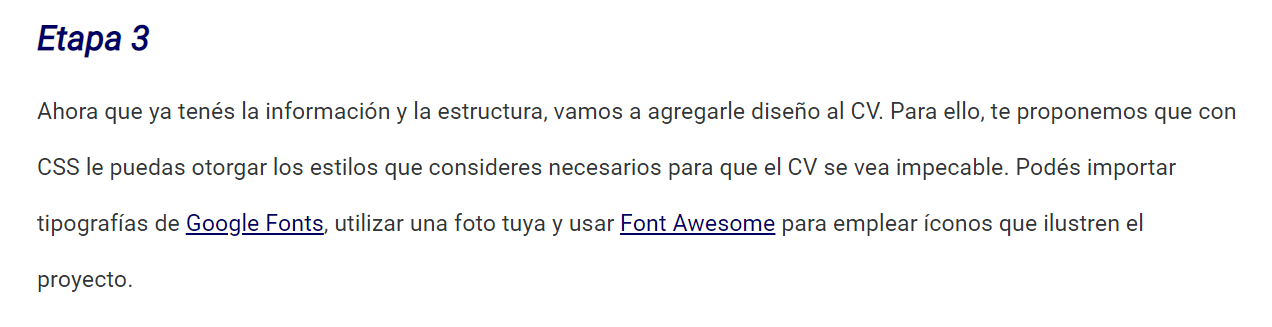 Etapa 3
Ahora que ya tenés la información y la estructura, vamos a agregarle diseño al CV. Para ello, te proponemos que con
CSS le puedas otorgar los estilos que consideres necesarios para que el CV se vea impecable. Podés importar
tipografías de Google Fonts, utilizar una foto tuya y usar Font Awesome para emplear íconos que ilustren el
proyecto.